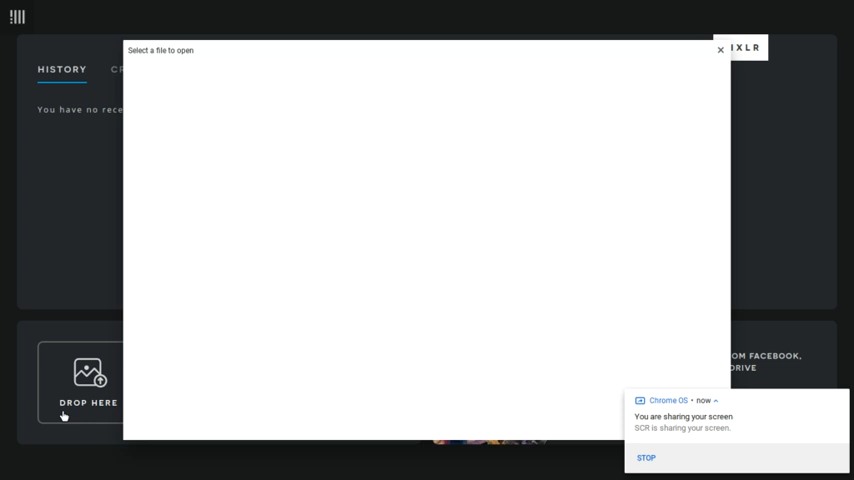 Select a file to open
IXLR
HISTORY
CR
You have no rece
DROP HERE
OM FACEBOOK,
DRIVE
Chrome OS • now
You are sharing your screen
SCR is sharing your screen.
STOP